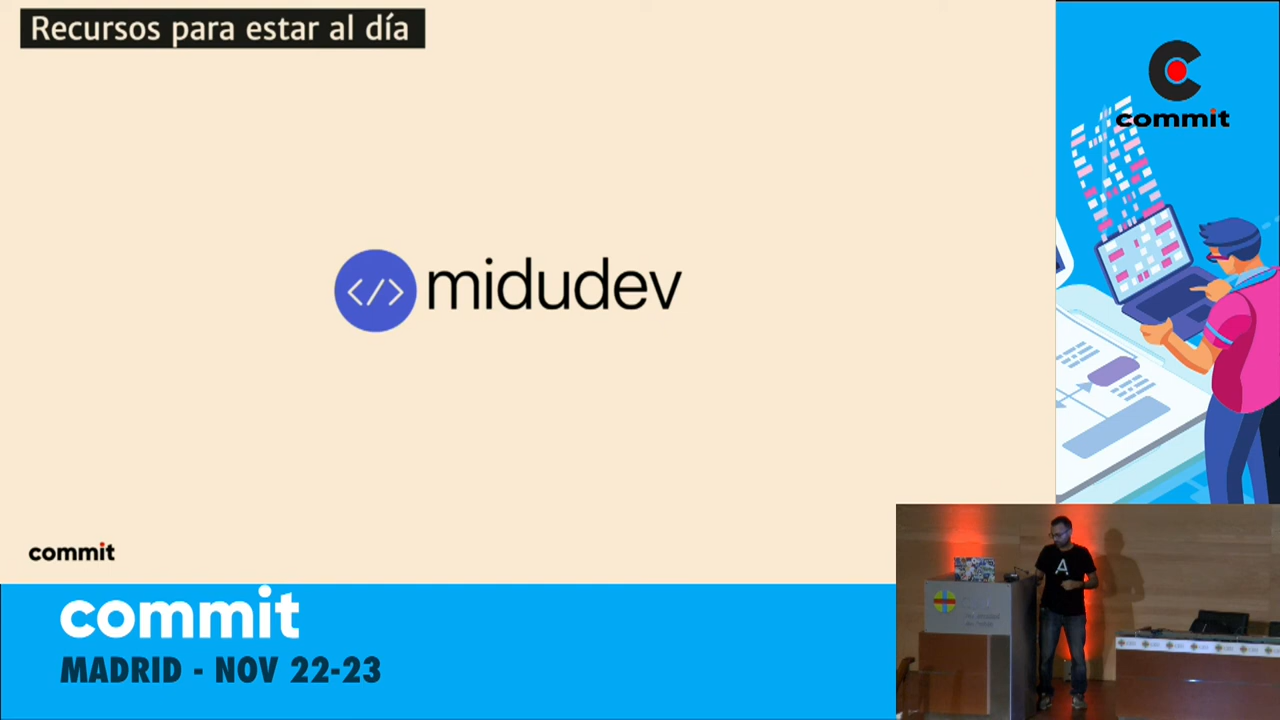 Recursos para estar al día
commit
</> midudev
commit
commit
MADRID - NOV 22-23
A